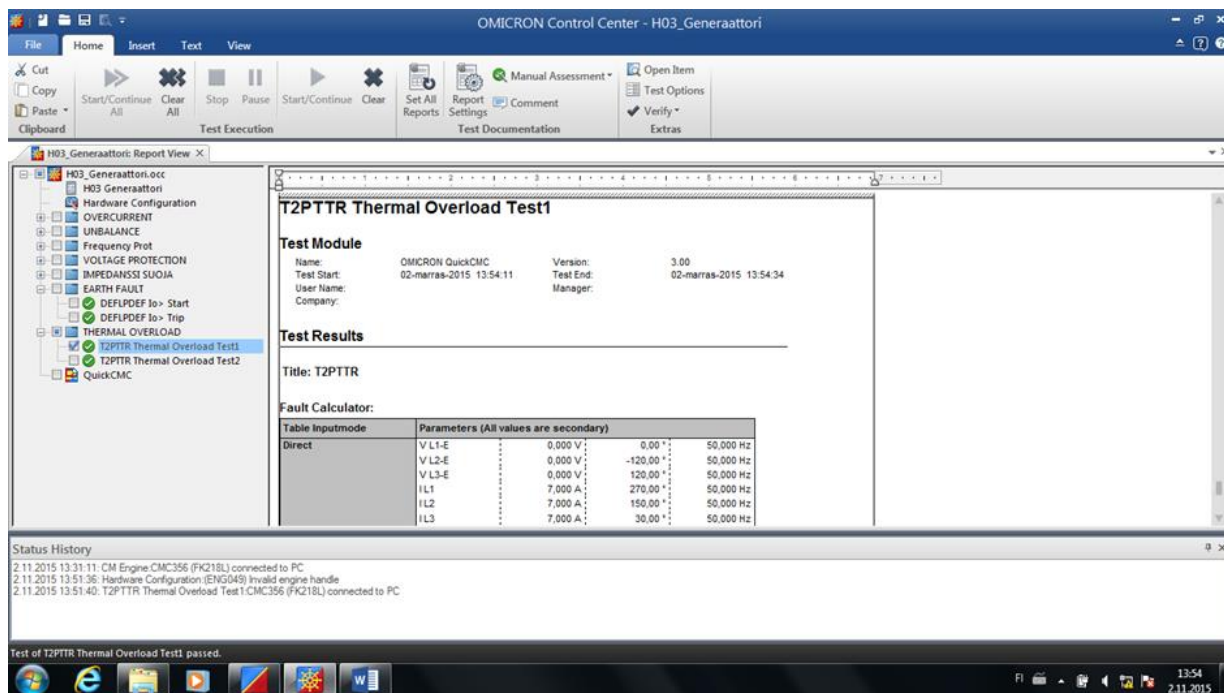 OMICRON Control Center - H03_Generaattori
File Home Insert Text View
Cut
Copy
Paste
Clipboard
Start/Continue All
Clear All
Stop
Pause
Start/Continue
Clear
Test Execution
Set All Reports
Report Settings
Manual Assessment
Comment
Test Documentation
Open Item
Test Options
Verify
Extras
H03_Generaattori: Report View
H03_Generaattori.occ
H03 Generaattori
Hardware Configuration
OVERCURRENT
UNBALANCE
Frequency Prot
VOLTAGE PROTECTION
IMPEDANSSI SUOJA
EARTH FAULT
DEFLPDEF Io> Start
DEFLPDEF Io> Trip
THERMAL OVERLOAD
T2PTTR Thermal Overload Test1
T2PTTR Thermal Overload Test2
QuickCMC
1 2 3 4 5 6 7
T2PTTR Thermal Overload Test1
Test Module
Name: OMICRON QuickCMC Version: 3.00
Test Start: 02-marras-2015 13:54:11 Test End: 02-marras-2015 13:54:34
User Name: Manager:
Company:
Test Results
Title: T2PTTR
Fault Calculator:
Table Inputmode Parameters (All values are secondary)
Direct V L1-E 0,000 V 0,00 ° 50,000 Hz
V L2-E 0,000 V -120,00 ° 50,000 Hz
V L3-E 0,000 V 120,00 ° 50,000 Hz
I L1 7,000 A 270,00 ° 50,000 Hz
I L2 7,000 A 150,00 ° 50,000 Hz
I L3 7,000 A 30,00 ° 50,000 Hz
Status History
2.11.2015 13:31:11: CM Engine:CMC356 (FK218L) connected to PC
2.11.2015 13:51:36: Hardware Configuration:(ENG049) Invalid engine handle
2.11.2015 13:51:40: T2PTTR Thermal Overload Test1:CMC356 (FK218L) connected to PC
Test of T2PTTR Thermal Overload Test1 passed.
FI
13:54
2.11.2015